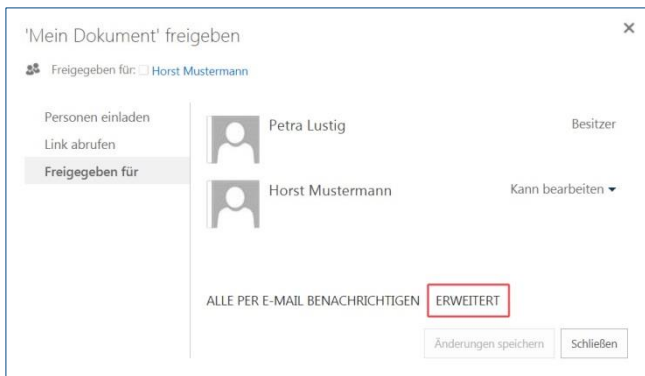 'Mein Dokument' freigeben
Freigegeben für: Horst Mustermann
Personen einladen
Link abrufen
Freigegeben für
Petra Lustig
Besitzer
Horst Mustermann
Kann bearbeiten
ALLE PER E-MAIL BENACHRICHTIGEN ERWEITERT
Änderungen speichern Schließen